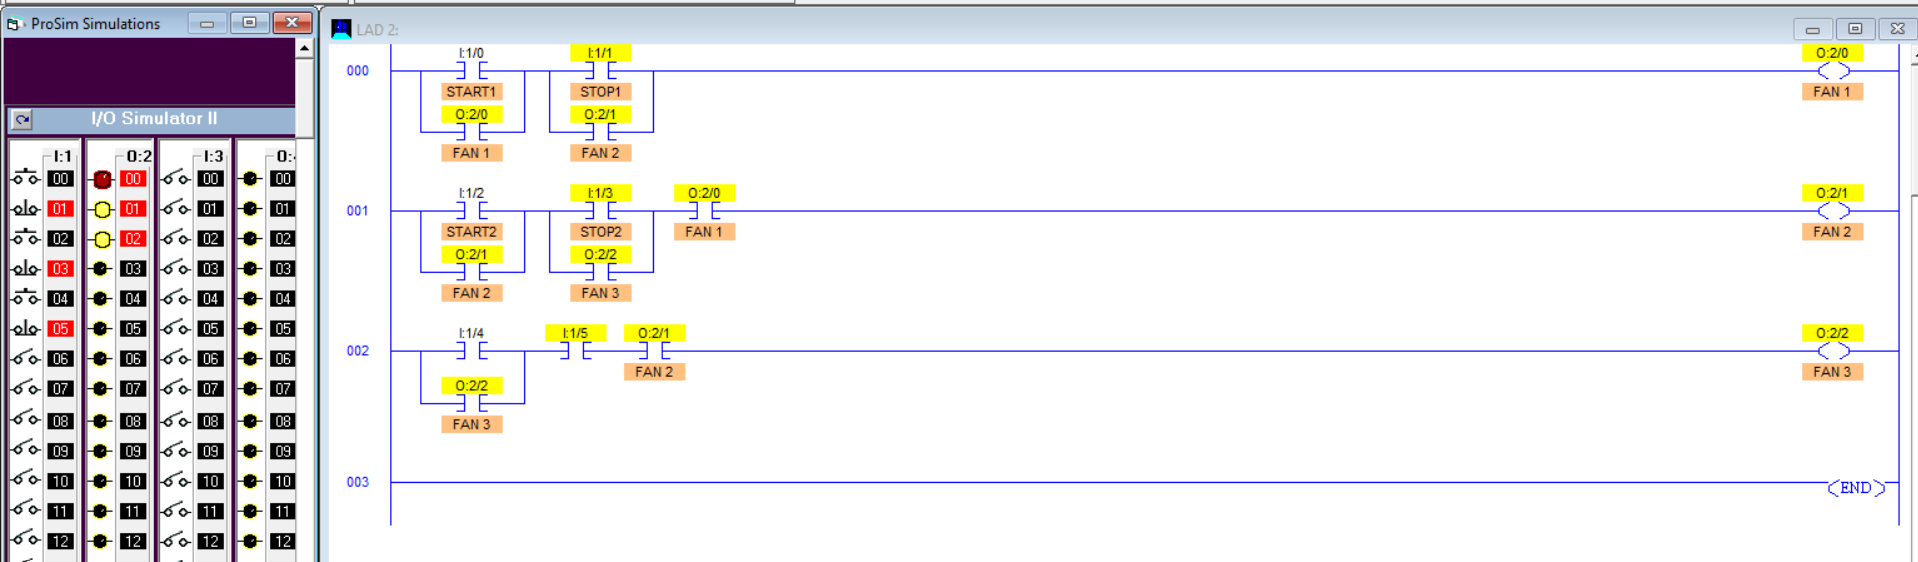 ProSim Simulations
I/O Simulator II
I:1 O:2 I:3 O:
00 00 00 00
01 01 01 01
02 02 02 02
03 03 03 03
04 04 04 04
05 05 05 05
06 06 06 06
07 07 07 07
08 08 08 08
09 09 09 09
10 10 10 10
11 11 11 11
12 12 12 12
LAD 2:
I:1/0 I:1/1 O:2/0
000
START1 STOP1 FAN 1
O:2/0 O:2/1
FAN 1 FAN 2
I:1/2 I:1/3 O:2/0 O:2/1
001
START2 STOP2 FAN 1 FAN 2
O:2/1 O:2/2
FAN 2 FAN 3
I:1/4 I:1/5 O:2/1 O:2/2
002
FAN 2 FAN 3
O:2/2
FAN 3
003
END